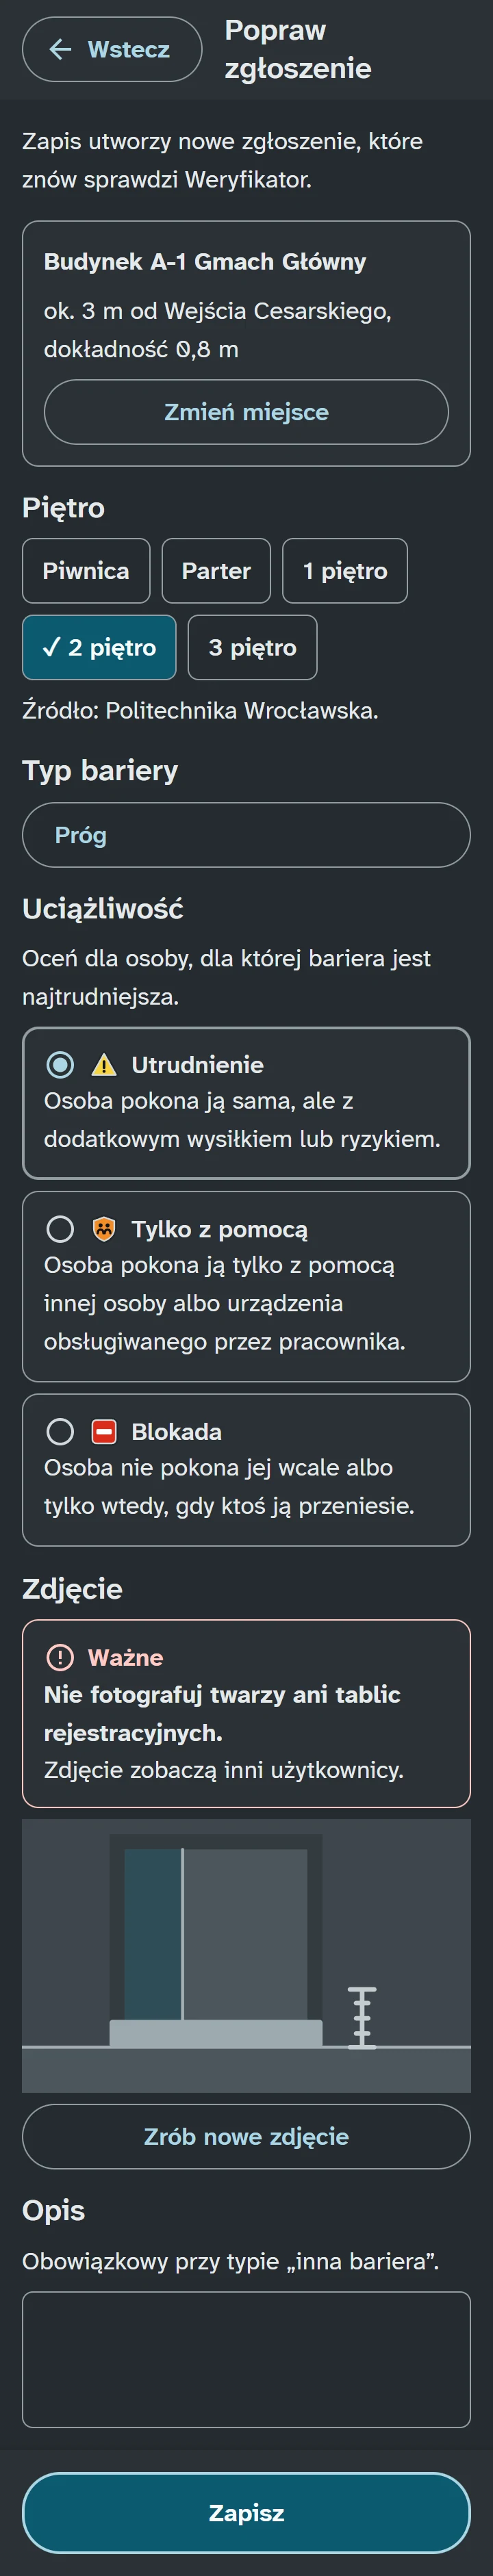 Wstecz
Popraw
zgłoszenie
Zapis utworzy nowe zgłoszenie, które
znów sprawdzi Weryfikator.
Budynek A-1 Gmach Główny
ok. 3 m od Wejścia Cesarskiego,
dokładność 0,8 m
Zmień miejsce
Piętro
Piwnica
Parter
1 piętro
✓ 2 piętro
3 piętro
Źródło: Politechnika Wrocławska.
Typ bariery
Próg
Uciążliwość
Oceń dla osoby, dla której bariera jest
najtrudniejsza.
Utrudnienie
Osoba pokona ją sama, ale z
dodatkowym wysiłkiem lub ryzykiem.
Tylko z pomocą
Osoba pokona ją tylko z pomocą
innej osoby albo urządzenia
obsługiwanego przez pracownika.
Blokada
Osoba nie pokona jej wcale albo
tylko wtedy, gdy ktoś ją przeniesie.
Zdjęcie
Ważne
Nie fotografuj twarzy ani tablic
rejestracyjnych.
Zdjęcie zobaczą inni użytkownicy.
Zrób nowe zdjęcie
Opis
Obowiązkowy przy typie „inna bariera”.
Zapisz